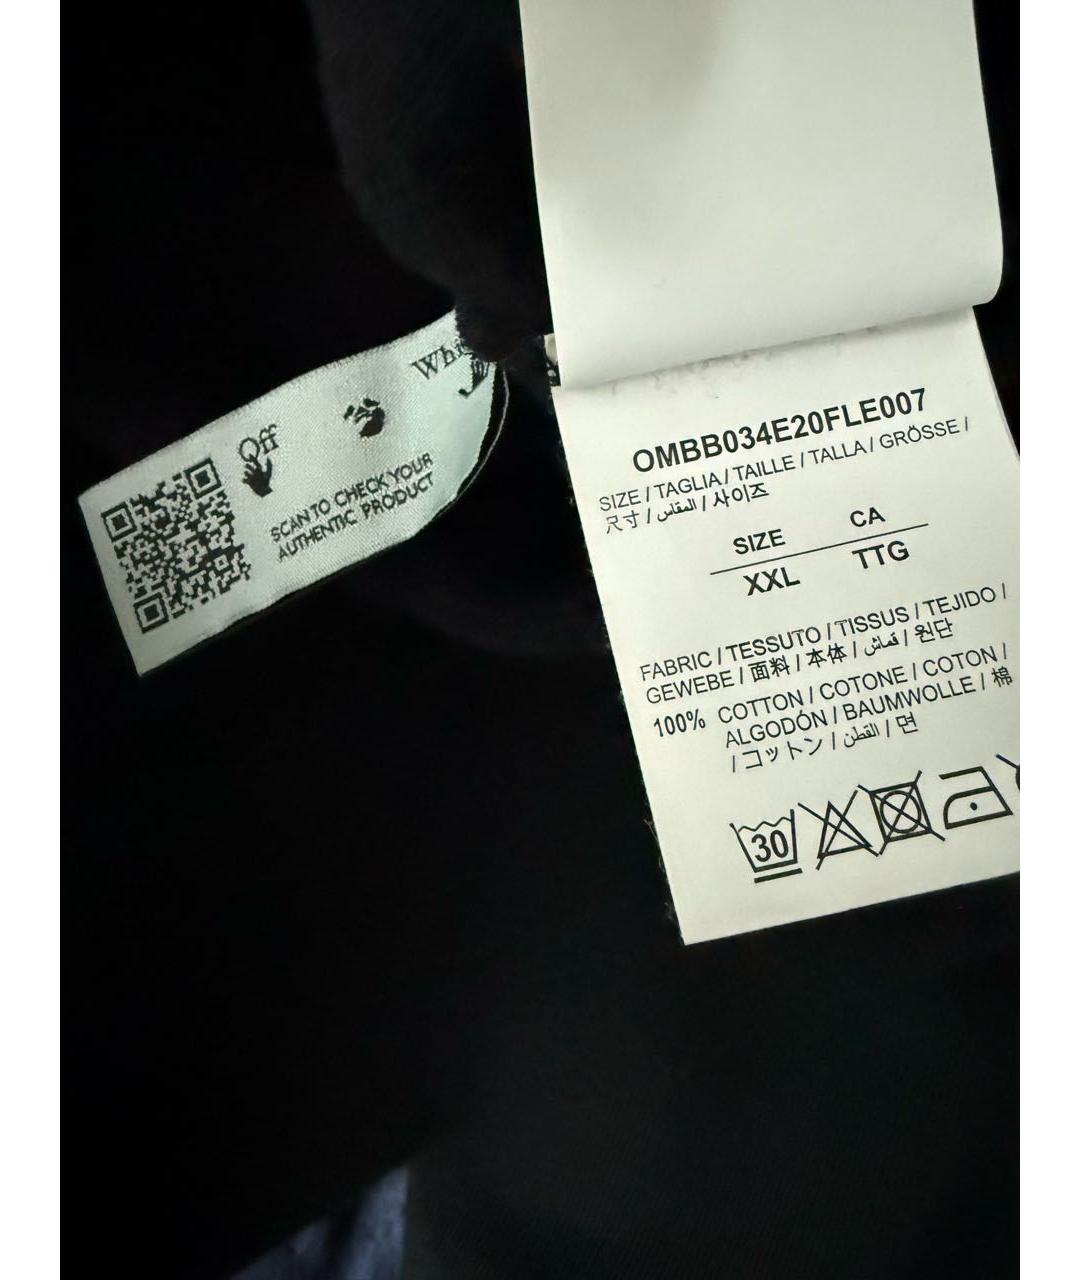 Off
Whi
SCAN TO CHECK YOUR
AUTHENTIC PRODUCT
OMBB034E20FLE007
SIZE / TAGLIA / TAILLE / TALLA / GRÖSSE /
尺寸 / المقاس / 사이즈
SIZE CA
XXL TTG
FABRIC / TESSUTO / TISSUS / TEJIDO /
GEWEBE / 面料 / 本体 / قماش / 원단
100% COTTON / COTONE / COTON /
ALGODÓN / BAUMWOLLE / 棉
/ コットン / القطن / 면
30